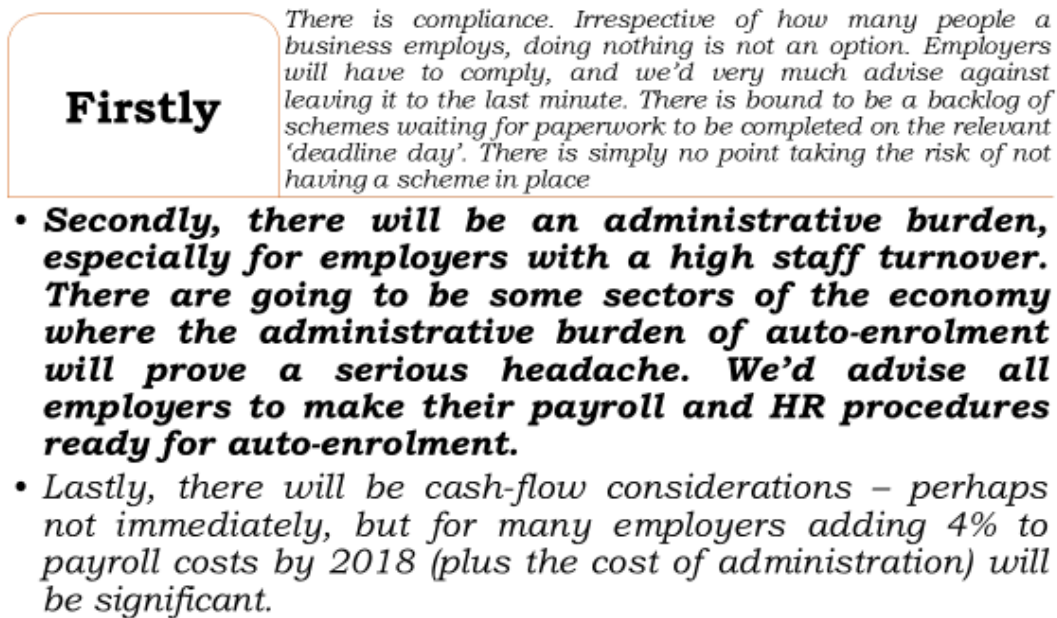 Firstly
There is compliance. Irrespective of how many people a
business employs, doing nothing is not an option. Employers
will have to comply, and we’d very much advise against
leaving it to the last minute. There is bound to be a backlog of
schemes waiting for paperwork to be completed on the relevant
‘deadline day’. There is simply no point taking the risk of not
having a scheme in place
• Secondly, there will be an administrative burden,
especially for employers with a high staff turnover.
There are going to be some sectors of the economy
where the administrative burden of auto-enrolment
will prove a serious headache. We’d advise all
employers to make their payroll and HR procedures
ready for auto-enrolment.
• Lastly, there will be cash-flow considerations – perhaps
not immediately, but for many employers adding 4% to
payroll costs by 2018 (plus the cost of administration) will
be significant.